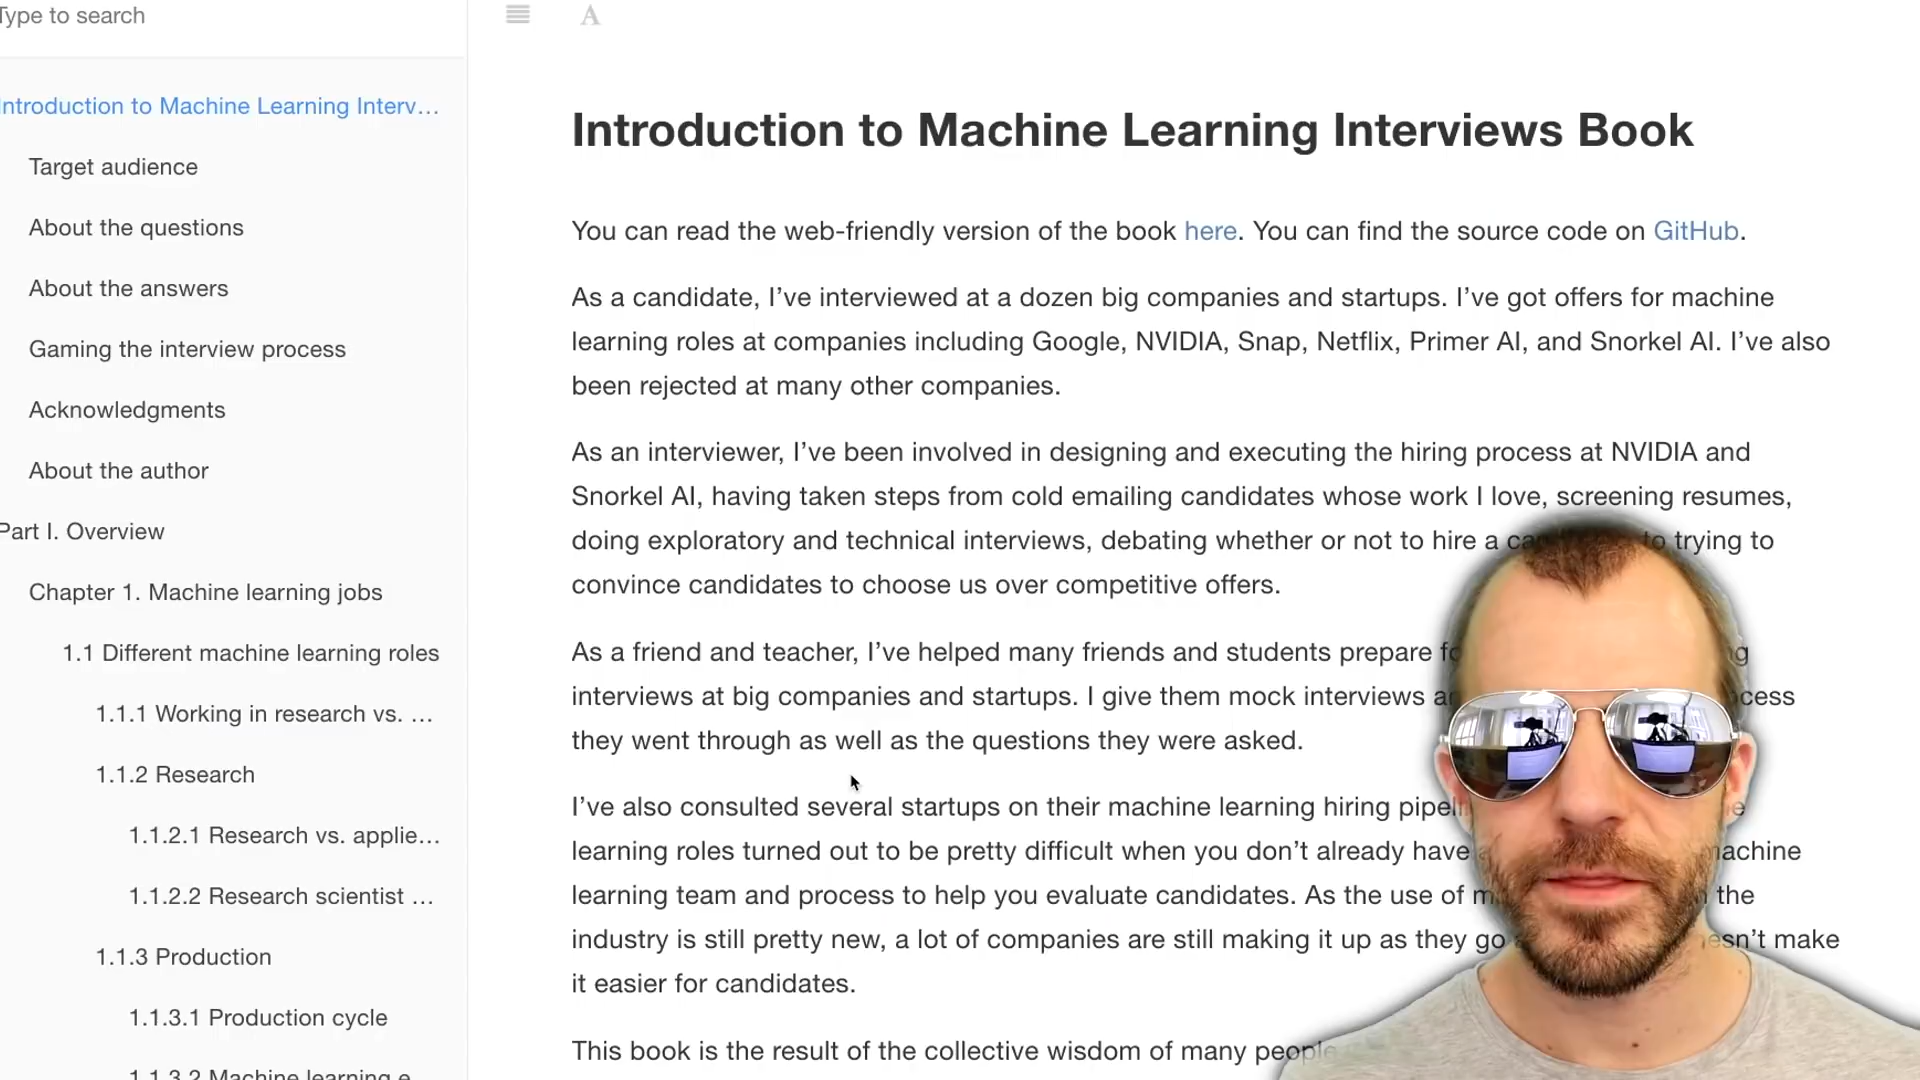 Type to search
Introduction to Machine Learning Interv...
Target audience
About the questions
About the answers
Gaming the interview process
Acknowledgments
About the author
Part I. Overview
Chapter 1. Machine learning jobs
1.1 Different machine learning roles
1.1.1 Working in research vs. ...
1.1.2 Research
1.1.2.1 Research vs. applie...
1.1.2.2 Research scientist ...
1.1.3 Production
1.1.3.1 Production cycle
1.1.3.2 Machine learning e...
A
Introduction to Machine Learning Interviews Book
You can read the web-friendly version of the book here. You can find the source code on GitHub.
As a candidate, I’ve interviewed at a dozen big companies and startups. I’ve got offers for machine
learning roles at companies including Google, NVIDIA, Snap, Netflix, Primer AI, and Snorkel AI. I’ve also
been rejected at many other companies.
As an interviewer, I’ve been involved in designing and executing the hiring process at NVIDIA and
Snorkel AI, having taken steps from cold emailing candidates whose work I love, screening resumes,
doing exploratory and technical interviews, debating whether or not to hire a to trying to
convince candidates to choose us over competitive offers.
As a friend and teacher, I’ve helped many friends and students prepare
interviews at big companies and startups. I give them mock interviews
they went through as well as the questions they were asked.
I’ve also consulted several startups on their machine learning hiring
learning roles turned out to be pretty difficult when you don’t already have machine
learning team and process to help you evaluate candidates. As the use of the
industry is still pretty new, a lot of companies are still making it up as they go make
it easier for candidates.
This book is the result of the collective wisdom of many people